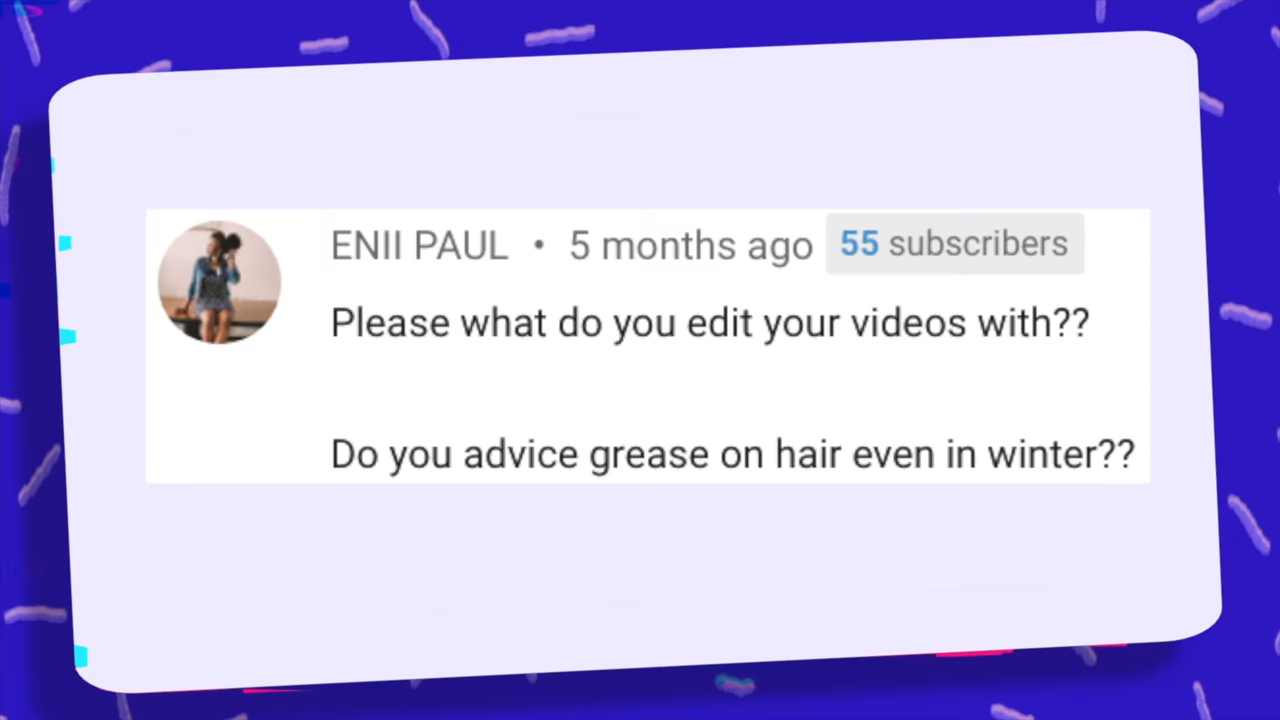 ENII PAUL • 5 months ago 55 subscribers
Please what do you edit your videos with??
Do you advice grease on hair even in winter??